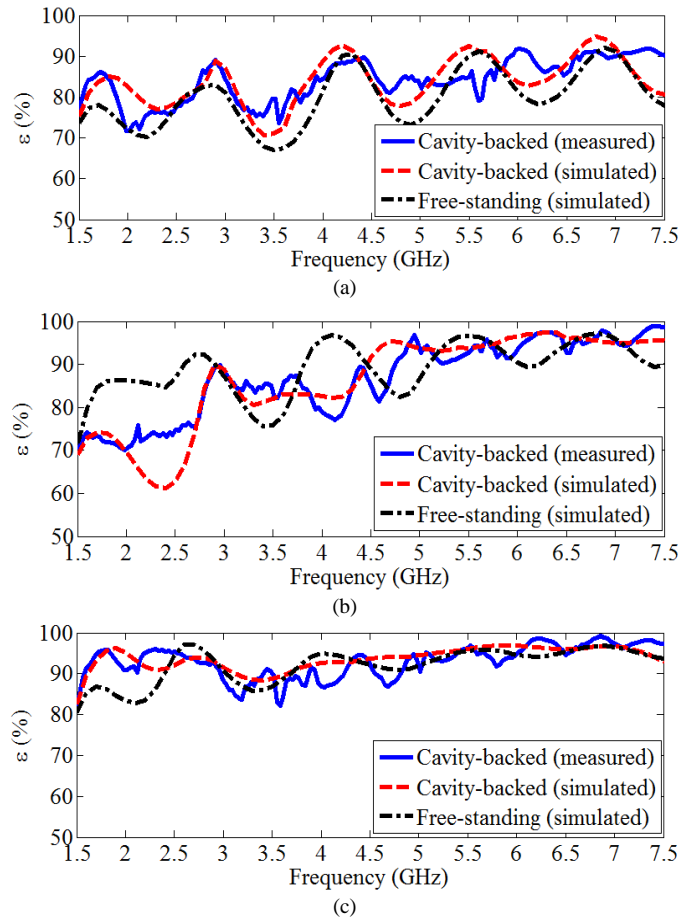 100
90
80
70
60
50
ε (%)
Cavity-backed (measured)
Cavity-backed (simulated)
Free-standing (simulated)
1.5 2 2.5 3 3.5 4 4.5 5 5.5 6 6.5 7 7.5
Frequency (GHz)
(a)
100
90
80
70
60
50
ε (%)
Cavity-backed (measured)
Cavity-backed (simulated)
Free-standing (simulated)
1.5 2 2.5 3 3.5 4 4.5 5 5.5 6 6.5 7 7.5
Frequency (GHz)
(b)
100
90
80
70
60
50
ε (%)
Cavity-backed (measured)
Cavity-backed (simulated)
Free-standing (simulated)
1.5 2 2.5 3 3.5 4 4.5 5 5.5 6 6.5 7 7.5
Frequency (GHz)
(c)